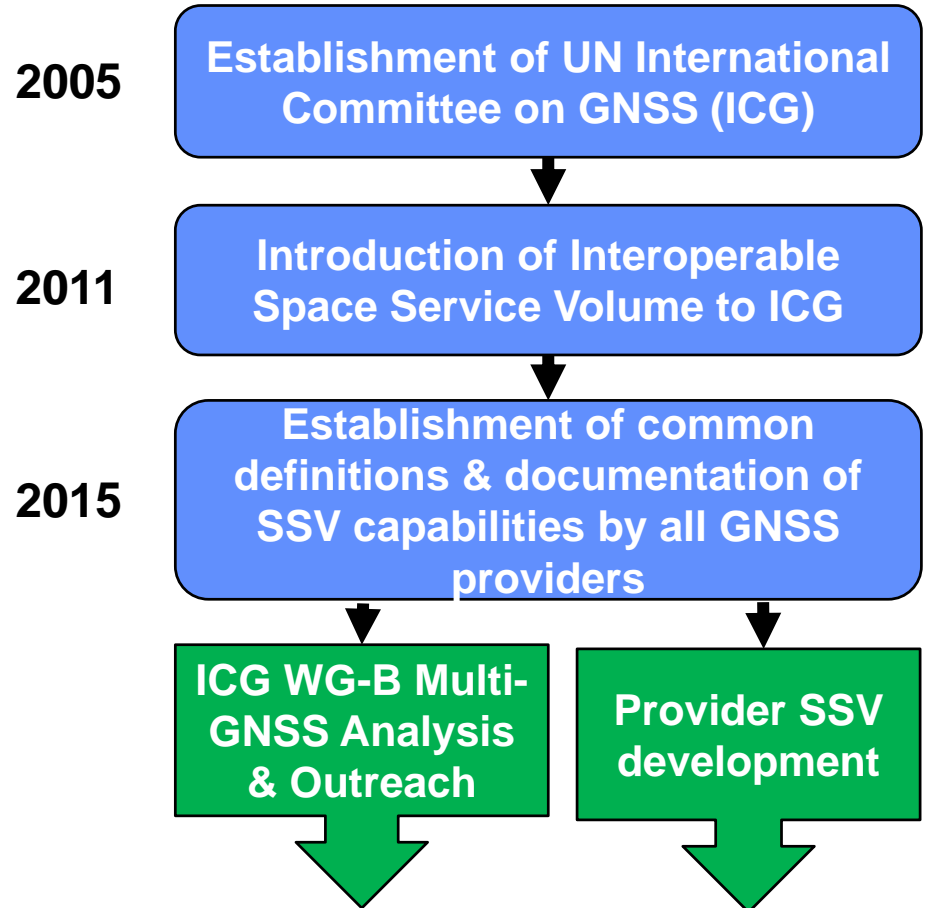 2005
Establishment of UN International
Committee on GNSS (ICG)
2011
Introduction of Interoperable
Space Service Volume to ICG
2015
Establishment of common
definitions & documentation of
SSV capabilities by all GNSS
providers
ICG WG-B Multi-
GNSS Analysis
& Outreach
Provider SSV
development